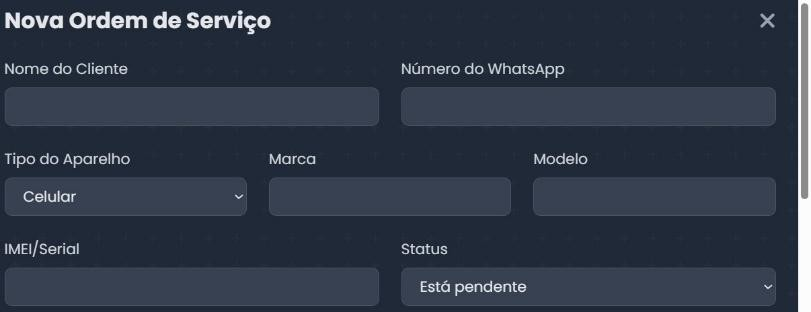 Nova Ordem de Serviço
Nome do Cliente
Número do WhatsApp
Tipo do Aparelho
Marca
Modelo
Celular
IMEI/Serial
Status
Está pendente